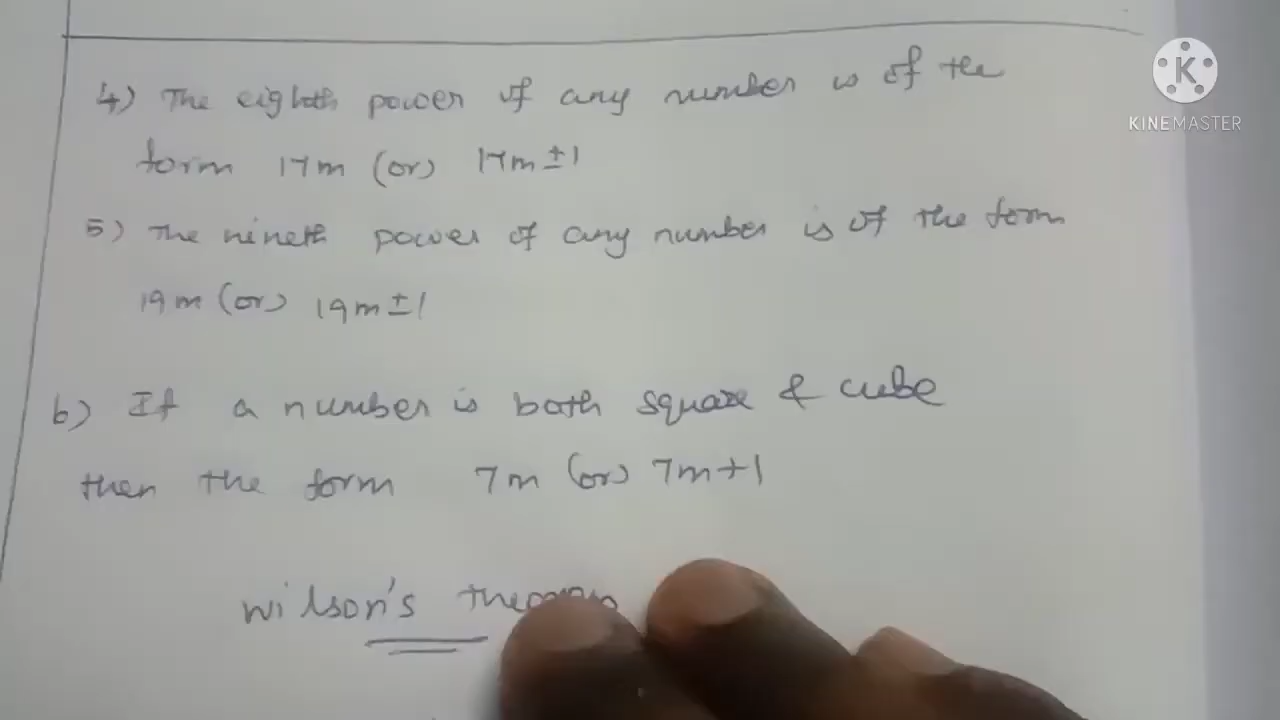 4) The eighth power of any number is of the
form 17m (or) 17m ± 1
5) The nineth power of any number is of the form
19m (or) 19m ± 1
6) If a number is both square & cube
then the form 7m (or) 7m+1
Wilson's
K
KINEMASTER